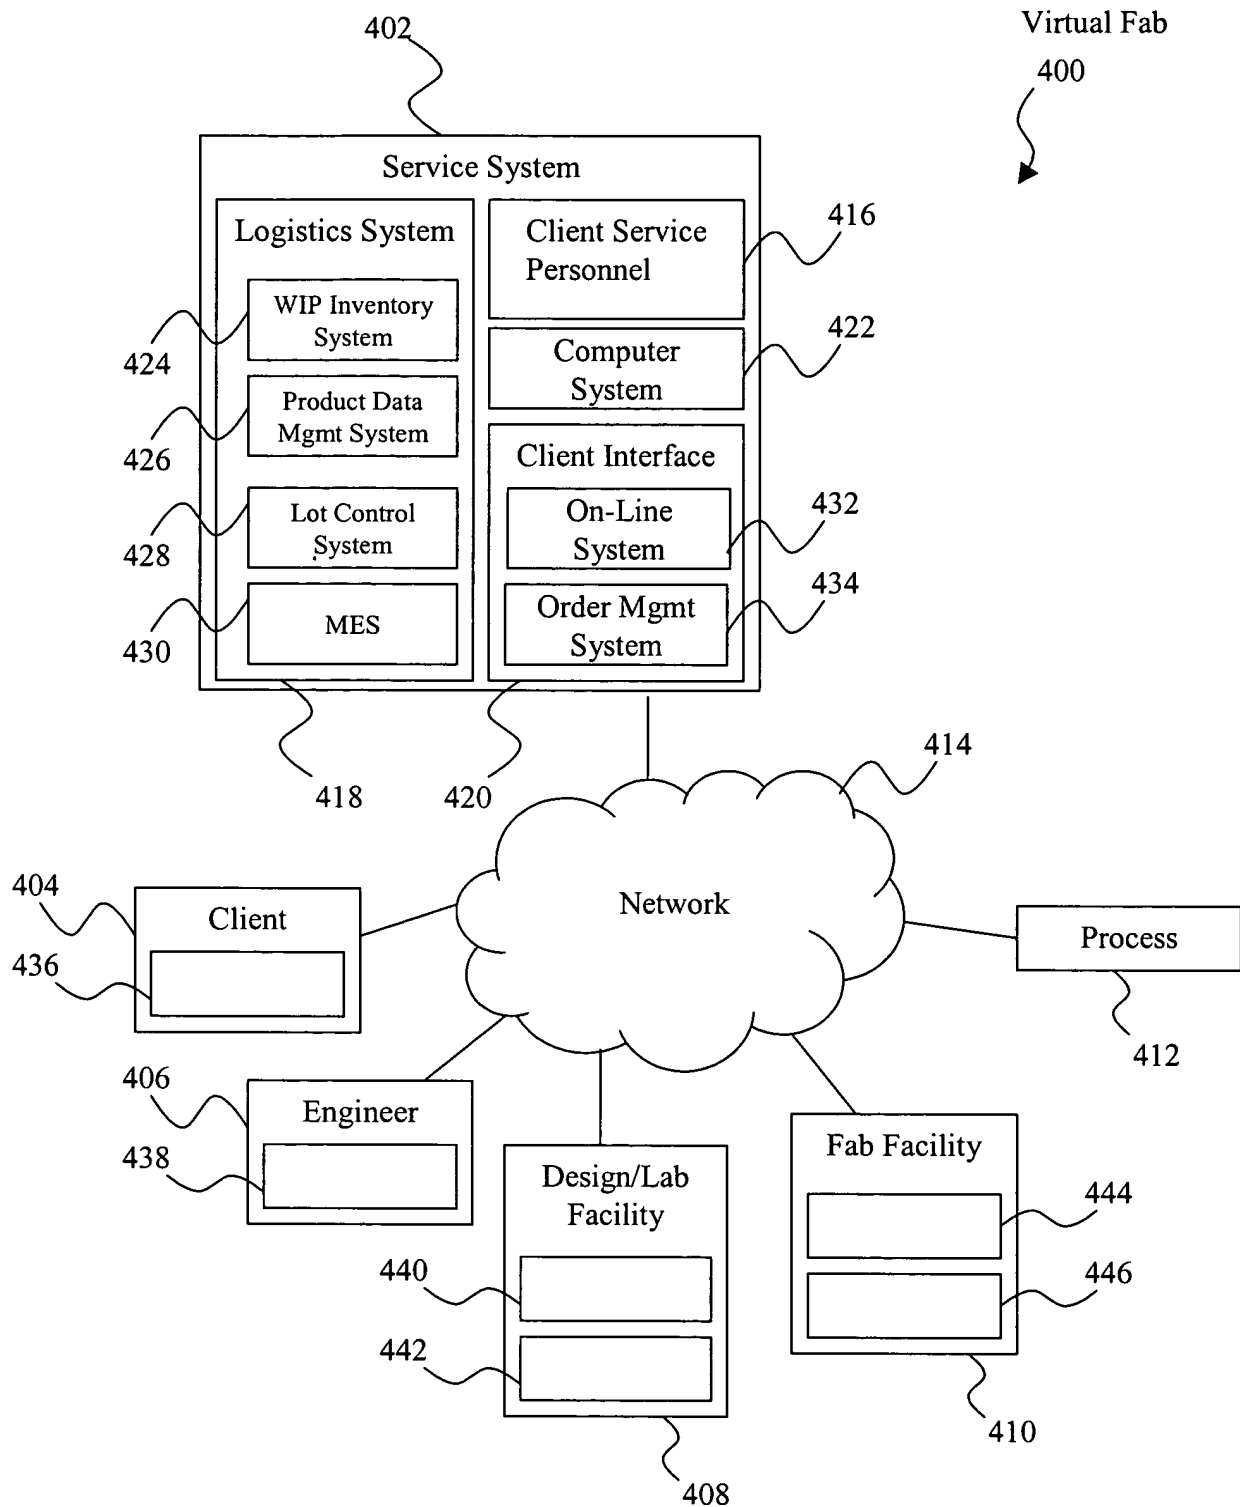 Virtual Fab
400
402
Service System
Logistics System
WIP Inventory
System
424
Product Data
Mgmt System
426
Lot Control
System
428
MES
430
Client Service
Personnel
416
Computer
System
422
Client Interface
On-Line
System
432
Order Mgmt
System
434
418
420
414
Network
404
Client
436
406
Engineer
438
Design/Lab
Facility
440
442
408
Fab Facility
444
446
410
Process
412